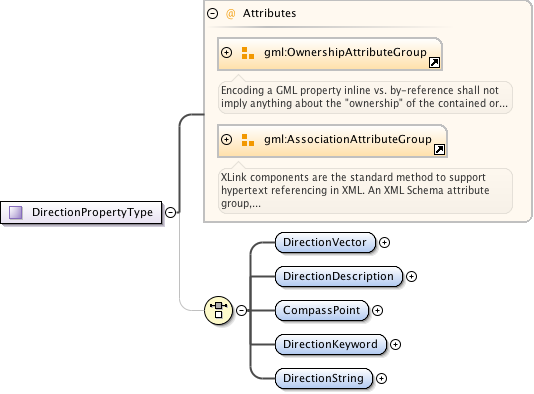 @ Attributes
gml:OwnershipAttributeGroup
Encoding a GML property inline vs. by-reference shall not
imply anything about the "ownership" of the contained or...
gml:AssociationAttributeGroup
XLink components are the standard method to support
hypertext referencing in XML. An XML Schema attribute
group,...
DirectionPropertyType
DirectionVector
DirectionDescription
CompassPoint
DirectionKeyword
DirectionString